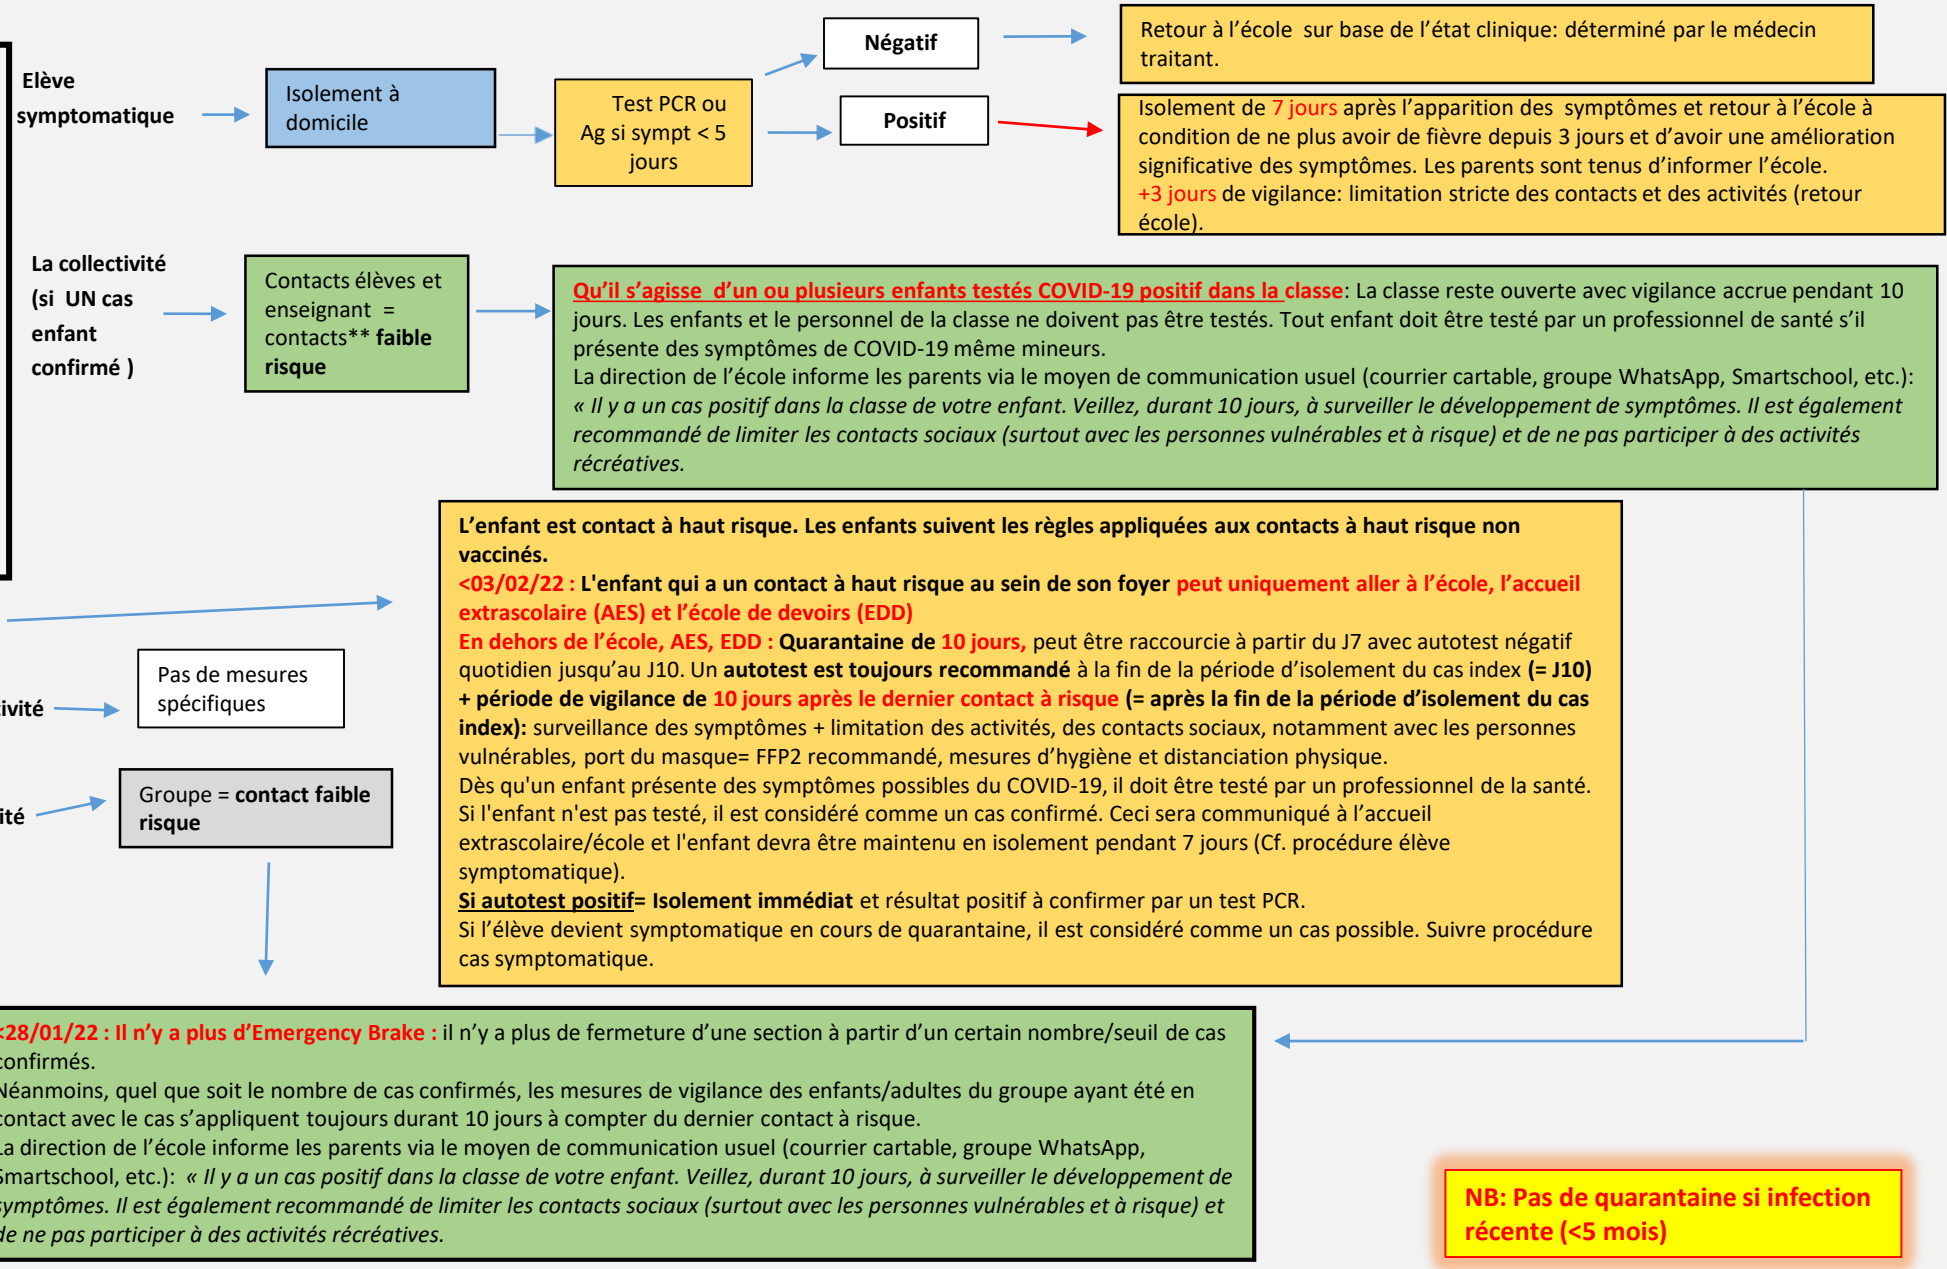 Elève
symptomatique
Isolement à
domicile
Test PCR ou
Ag si sympt < 5
jours
Négatif
Positif
Retour à l’école sur base de l’état clinique: déterminé par le médecin
traitant.
Isolement de 7 jours après l’apparition des symptômes et retour à l’école à
condition de ne plus avoir de fièvre depuis 3 jours et d’avoir une amélioration
significative des symptômes. Les parents sont tenus d’informer l’école.
+3 jours de vigilance: limitation stricte des contacts et des activités (retour
école).
La collectivité
(si UN cas
enfant
confirmé )
Contacts élèves et
enseignant =
contacts** faible
risque
Qu’il s’agisse d’un ou plusieurs enfants testés COVID-19 positif dans la classe: La classe reste ouverte avec vigilance accrue pendant 10
jours. Les enfants et le personnel de la classe ne doivent pas être testés. Tout enfant doit être testé par un professionnel de santé s’il
présente des symptômes de COVID-19 même mineurs.
La direction de l’école informe les parents via le moyen de communication usuel (courrier cartable, groupe WhatsApp, Smartschool, etc.):
« Il y a un cas positif dans la classe de votre enfant. Veillez, durant 10 jours, à surveiller le développement de symptômes. Il est également
recommandé de limiter les contacts sociaux (surtout avec les personnes vulnérables et à risque) et de ne pas participer à des activités
récréatives.
L’enfant est contact à haut risque. Les enfants suivent les règles appliquées aux contacts à haut risque non
vaccinés.
<03/02/22 : L'enfant qui a un contact à haut risque au sein de son foyer peut uniquement aller à l’école, l’accueil
extrascolaire (AES) et l’école de devoirs (EDD)
En dehors de l’école, AES, EDD : Quarantaine de 10 jours, peut être raccourcie à partir du J7 avec autotest négatif
quotidien jusqu’au J10. Un autotest est toujours recommandé à la fin de la période d’isolement du cas index (= J10)
+ période de vigilance de 10 jours après le dernier contact à risque (= après la fin de la période d’isolement du cas
index): surveillance des symptômes + limitation des activités, des contacts sociaux, notamment avec les personnes
vulnérables, port du masque= FFP2 recommandé, mesures d’hygiène et distanciation physique.
Dès qu'un enfant présente des symptômes possibles du COVID-19, il doit être testé par un professionnel de la santé.
Si l'enfant n'est pas testé, il est considéré comme un cas confirmé. Ceci sera communiqué à l’accueil
extrascolaire/école et l'enfant devra être maintenu en isolement pendant 7 jours (Cf. procédure élève
symptomatique).
Si autotest positif= Isolement immédiat et résultat positif à confirmer par un test PCR.
Si l’élève devient symptomatique en cours de quarantaine, il est considéré comme un cas possible. Suivre procédure
cas symptomatique.
tivité
Pas de mesures
spécifiques
ité
Groupe = contact faible
risque
<28/01/22 : Il n’y a plus d’Emergency Brake : il n’y a plus de fermeture d’une section à partir d’un certain nombre/seuil de cas
confirmés.
Néanmoins, quel que soit le nombre de cas confirmés, les mesures de vigilance des enfants/adultes du groupe ayant été en
contact avec le cas s’appliquent toujours durant 10 jours à compter du dernier contact à risque.
La direction de l’école informe les parents via le moyen de communication usuel (courrier cartable, groupe WhatsApp,
Smartschool, etc.): « Il y a un cas positif dans la classe de votre enfant. Veillez, durant 10 jours, à surveiller le développement de
symptômes. Il est également recommandé de limiter les contacts sociaux (surtout avec les personnes vulnérables et à risque) et
de ne pas participer à des activités récréatives.
NB: Pas de quarantaine si infection
récente (<5 mois)